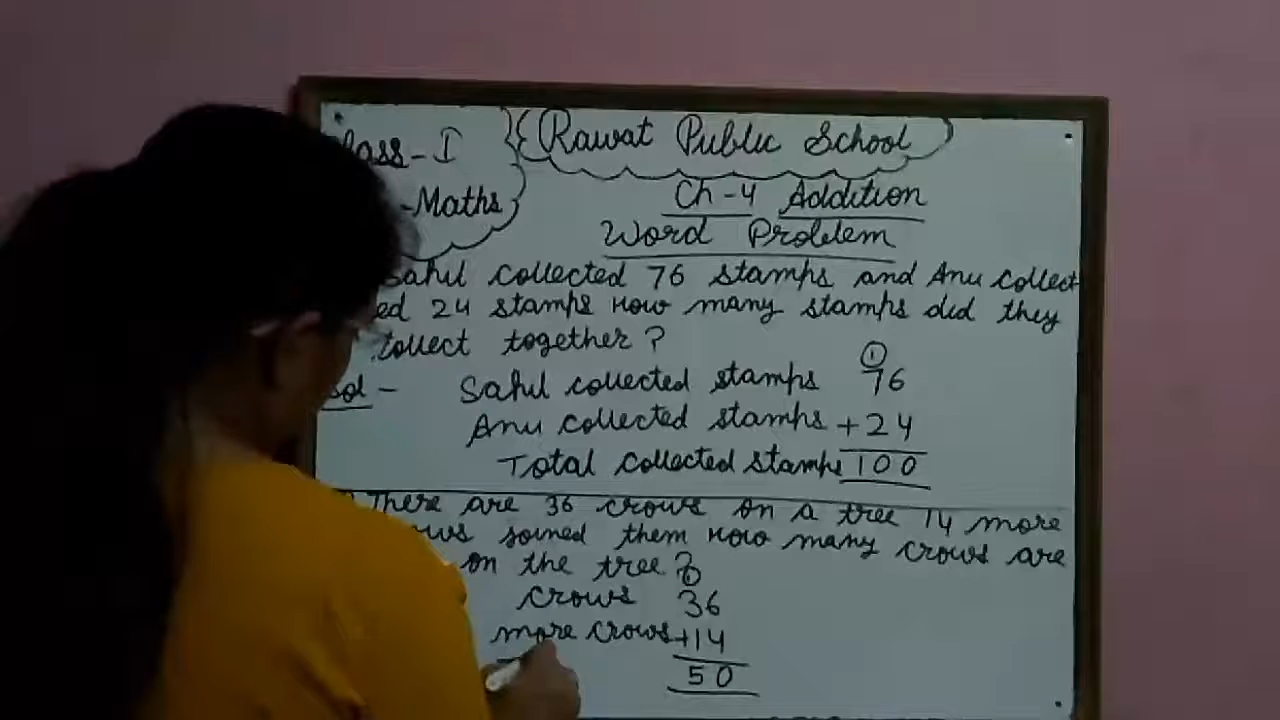 Class-I
Rawat Public School
-Maths
Ch-4 Addition
Word Problem
Sahil collected 76 stamps and Anu collect
ed 24 stamps How many stamps did they
collect together?
Sol - Sahil collected stamps 76
1
Anu collected stamps +24
Total collected stamps 100
There are 36 crows on a tree 14 more
joined them How many crows are
on the tree?
crows 36
more crows +14
50